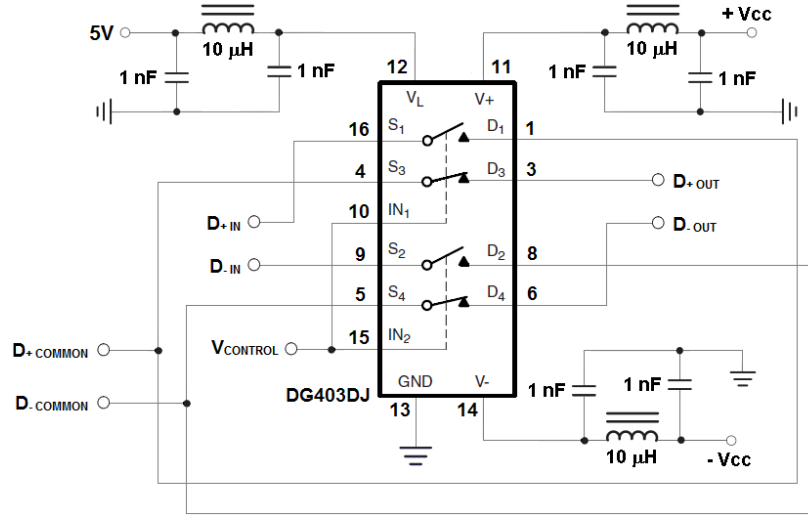 5V
10 µH
1 nF
1 nF
+ Vcc
10 µH
1 nF
1 nF
12
11
V_L
V+
16
S1
D1
1
4
S3
D3
3
D+ OUT
10
IN1
D+ IN
D- OUT
9
S2
D2
8
D- IN
5
S4
D4
6
15
IN2
VCONTROL
D+ COMMON
D- COMMON
DG403DJ
GND
V-
13
14
1 nF
1 nF
10 µH
- Vcc